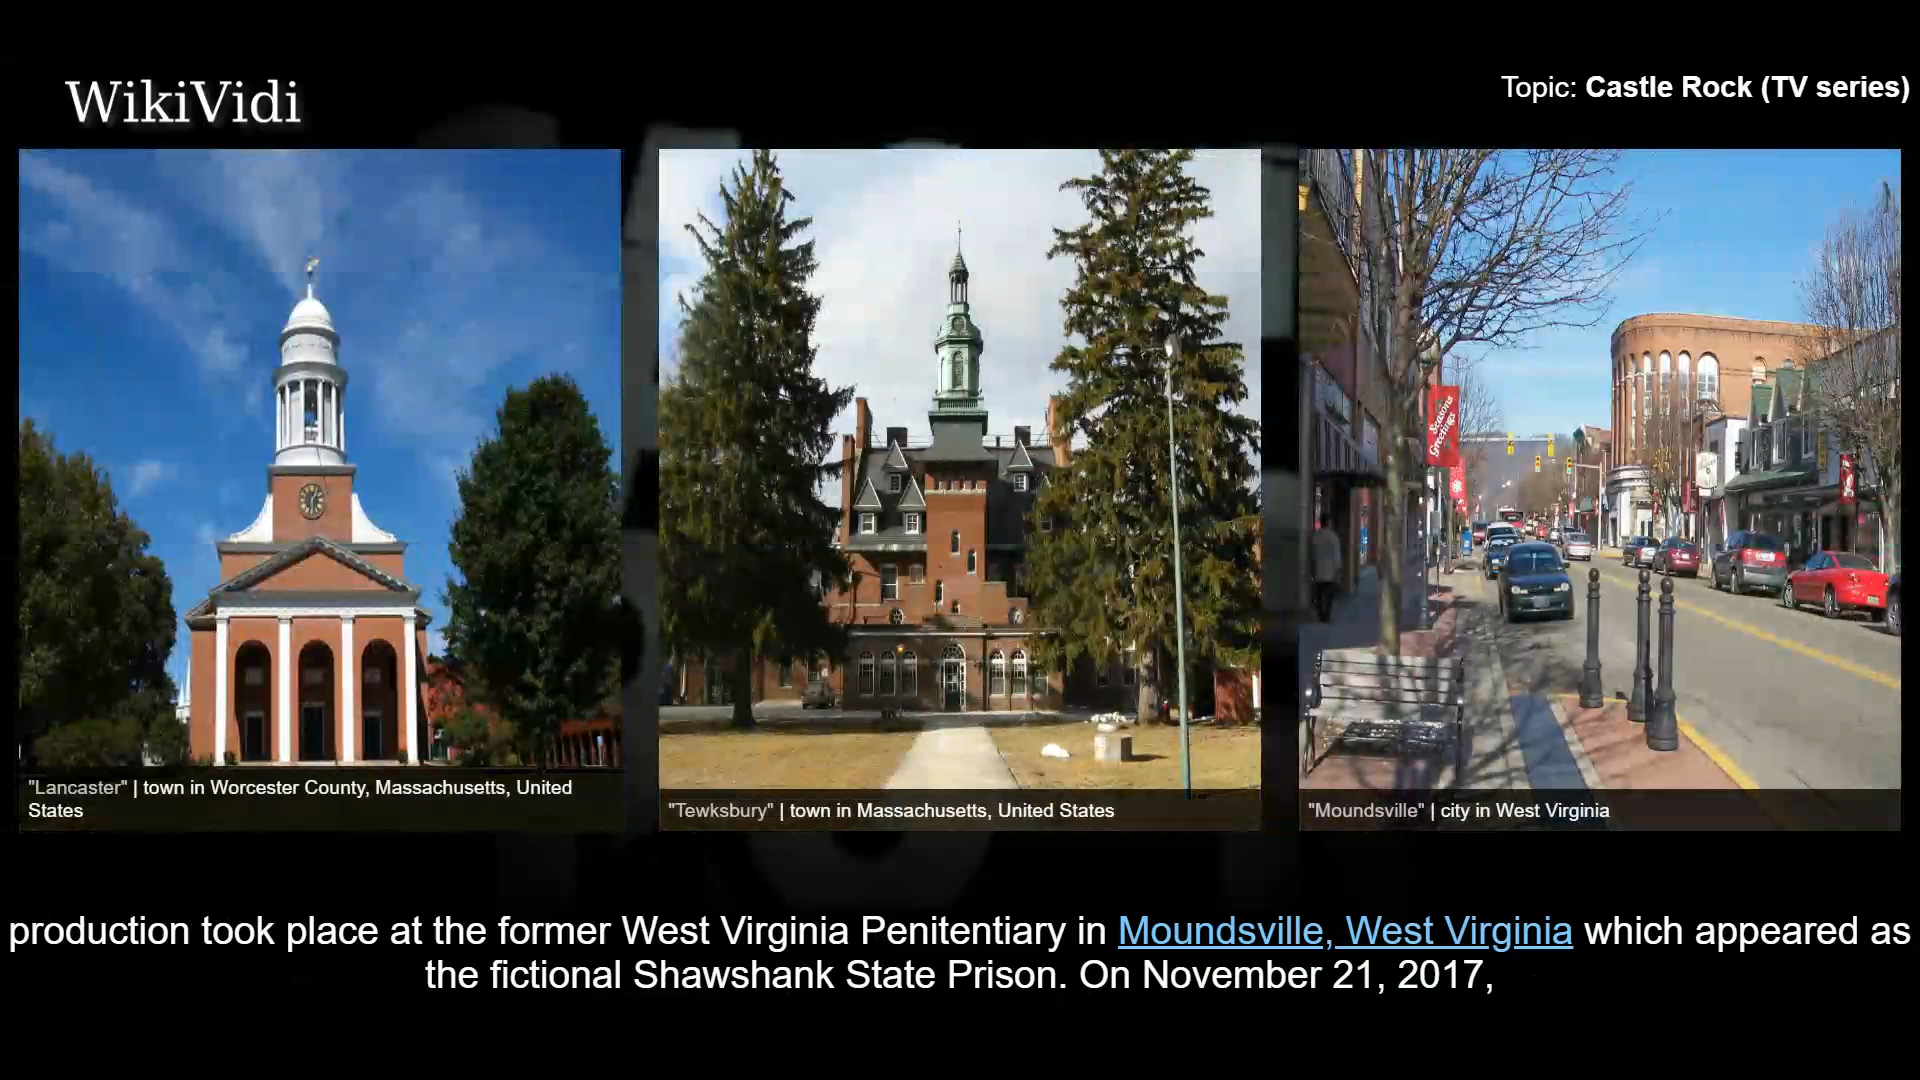 WikiVidi
Topic: Castle Rock (TV series)
Seasons
Greetings
"Lancaster" | town in Worcester County, Massachusetts, United
States
"Tewksbury" | town in Massachusetts, United States
"Moundsville" | city in West Virginia
production took place at the former West Virginia Penitentiary in Moundsville, West Virginia which appeared as
the fictional Shawshank State Prison. On November 21, 2017,